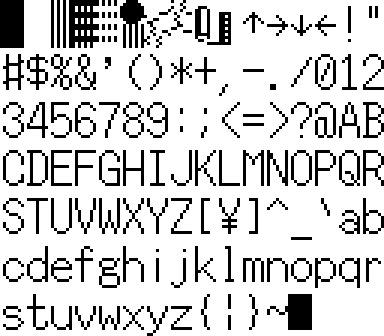 ↑→↓←!"
#$%&'()*+,-./012
3456789:;<=>?@AB
CDEFGHIJKLMNOPQR
STUVWXYZ[¥]^_`ab
cdefghijklmnopqr
stuvwxyz{¦}~